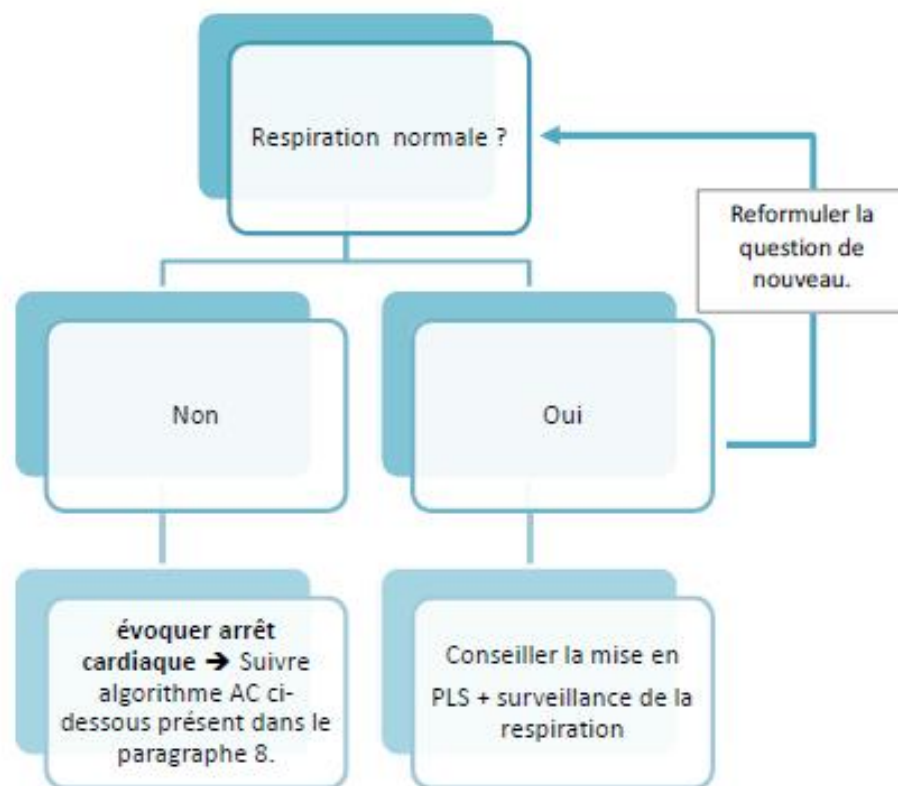 Respiration normale ?
Reformuler la
question de
nouveau.
Non
Oui
évoquer arrêt
cardiaque ➔ Suivre
algorithme AC ci-
dessous présent dans le
paragraphe 8.
Conseiller la mise en
PLS + surveillance de la
respiration